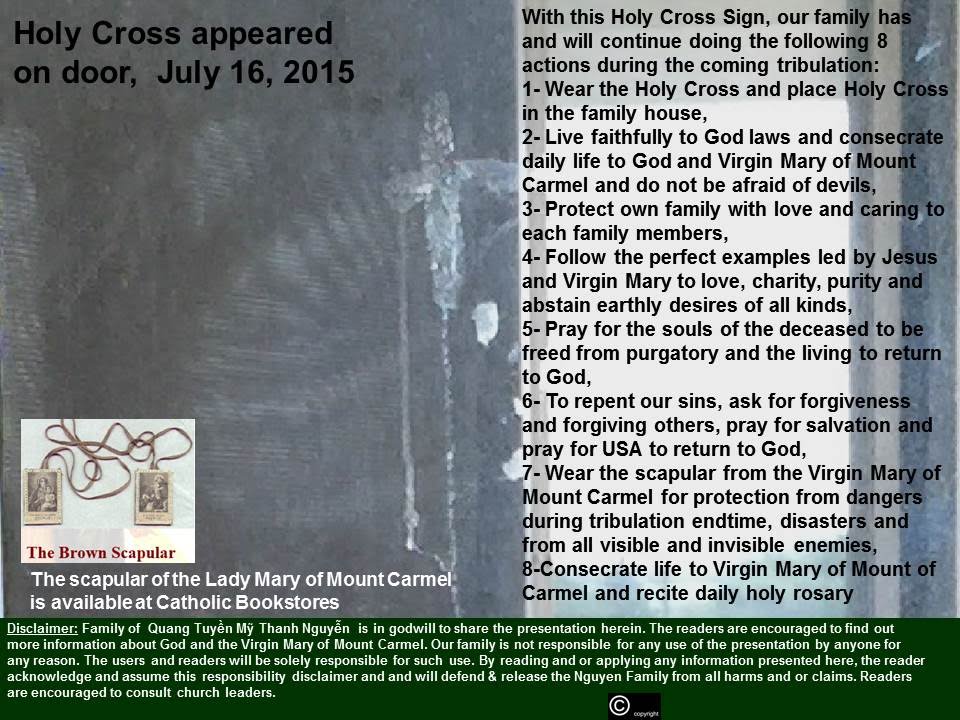 Holy Cross appeared
on door, July 16, 2015
With this Holy Cross Sign, our family has
and will continue doing the following 8
actions during the coming tribulation:
1- Wear the Holy Cross and place Holy Cross
in the family house,
2- Live faithfully to God laws and consecrate
daily life to God and Virgin Mary of Mount
Carmel and do not be afraid of devils,
3- Protect own family with love and caring to
each family members,
4- Follow the perfect examples led by Jesus
and Virgin Mary to love, charity, purity and
abstain earthly desires of all kinds,
5- Pray for the souls of the deceased to be
freed from purgatory and the living to return
to God,
6- To repent our sins, ask for forgiveness
and forgiving others, pray for salvation and
pray for USA to return to God,
7- Wear the scapular from the Virgin Mary of
Mount Carmel for protection from dangers
during tribulation endtime, disasters and
from all visible and invisible enemies,
8-Consecrate life to Virgin Mary of Mount of
Carmel and recite daily holy rosary
The Brown Scapular
The scapular of the Lady Mary of Mount Carmel
is available at Catholic Bookstores
Disclaimer: Family of Quang Tuyền Mỹ Thanh Nguyễn is in godwill to share the presentation herein. The readers are encouraged to find out
more information about God and the Virgin Mary of Mount Carmel. Our family is not responsible for any use of the presentation by anyone for
any reason. The users and readers will be solely responsible for such use. By reading and or applying any information presented here, the reader
acknowledge and assume this responsibility disclaimer and and will defend & release the Nguyen Family from all harms and or claims. Readers
are encouraged to consult church leaders.
© copyright